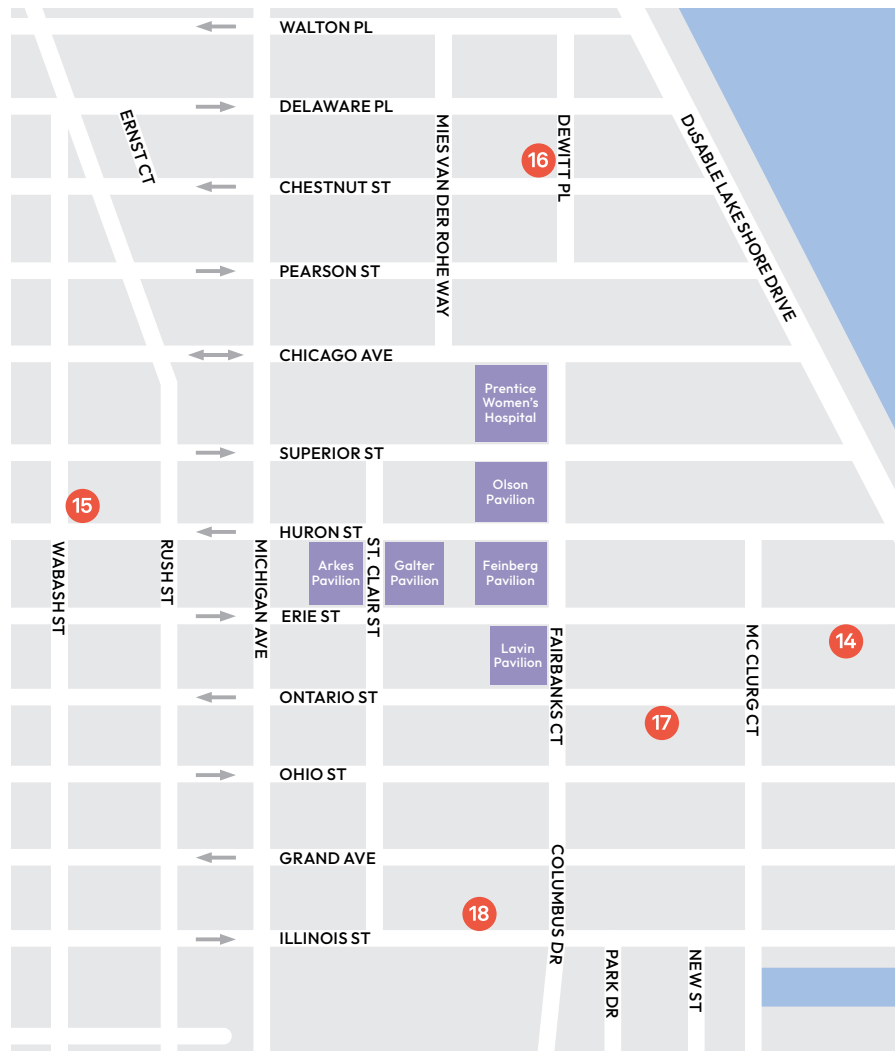 WALTON PL
DELAWARE PL
ERNST CT
MIES VAN DER ROHE WAY
DEWITT PL
DuSABLE LAKE SHORE DRIVE
16
CHESTNUT ST
PEARSON ST
CHICAGO AVE
Prentice
Women's
Hospital
SUPERIOR ST
Olson
Pavilion
15
HURON ST
WABASH ST
RUSH ST
MICHIGAN AVE
Arkes
Pavilion
ST. CLAIR ST
Galter
Pavilion
Feinberg
Pavilion
ERIE ST
Lavin
Pavilion
FAIRBANKS CT
MC CLURG CT
14
ONTARIO ST
17
OHIO ST
GRAND AVE
COLUMBUS DR
18
ILLINOIS ST
PARK DR
NEW ST